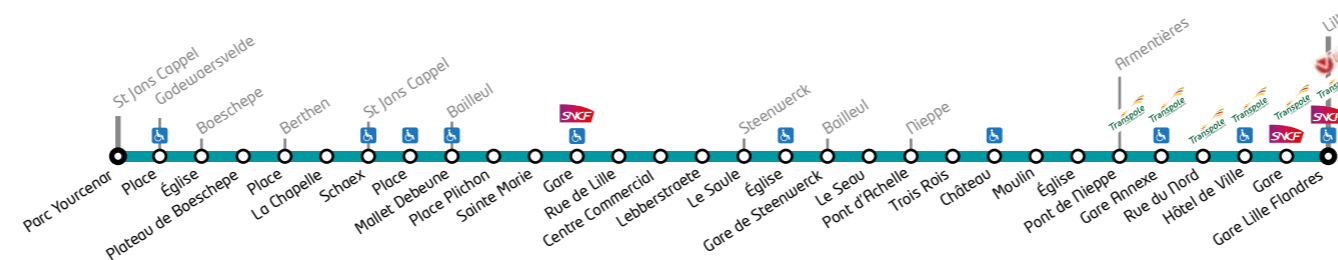 St Jans Cappel
Godewaersvelde
Boeschepe
Berthen
St Jans Cappel
Bailleul
SNCF
Steenwerck
Bailleul
Nieppe
Armentières
Transpole
Transpole
Transpole
Transpole
Transpole
SNCF
SNCF
Parc Yourcenar
Place
Église
Plateau de Boeschepe
Place
La Chapelle
Schaex
Place
Mallet Debeune
Place Plichon
Sainte Marie
Gare
Rue de Lille
Centre Commercial
Lebberstraete
Le Saule
Église
Gare de Steenwerck
Le Seau
Pont d'Achelle
Trois Rois
Château
Moulin
Église
Pont de Nieppe
Gare Annexe
Rue du Nord
Hôtel de Ville
Gare
Gare Lille Flandres